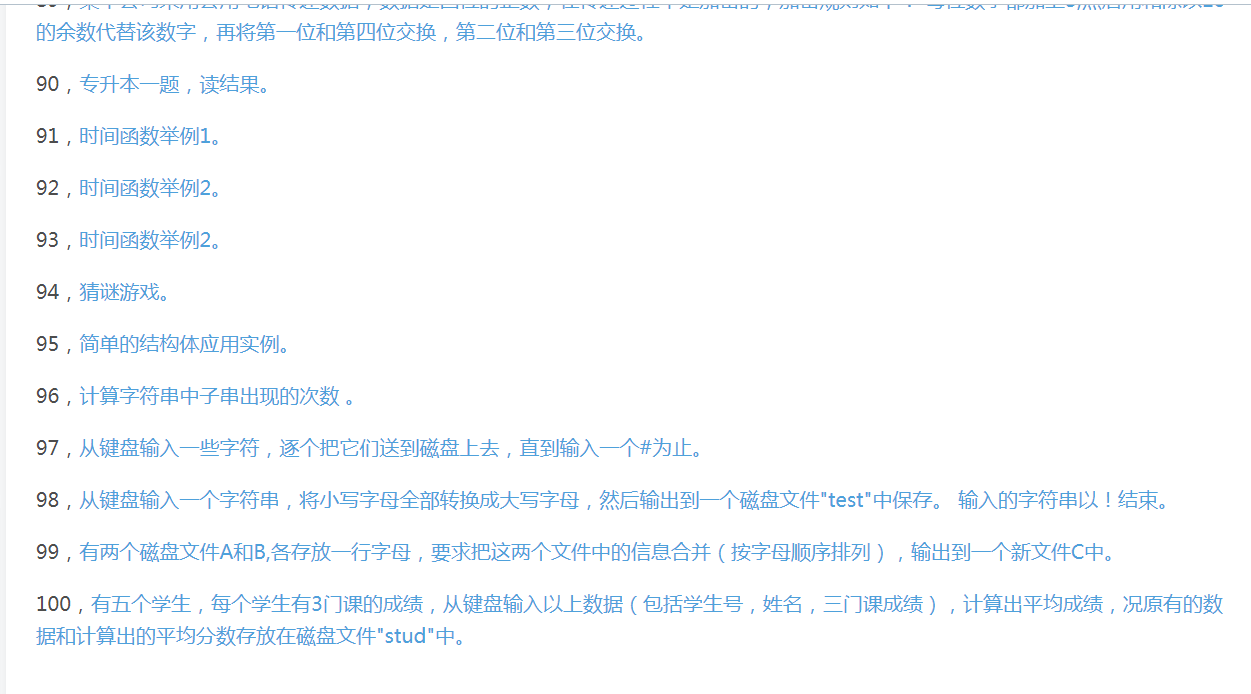 的余数代替该数字，再将第一位和第四位交换，第二位和第三位交换。
90，专升本一题，读结果。
91，时间函数举例1。
92，时间函数举例2。
93，时间函数举例2。
94，猜谜游戏。
95，简单的结构体应用实例。
96，计算字符串中子串出现的次数 。
97，从键盘输入一些字符，逐个把它们送到磁盘上去，直到输入一个#为止。
98，从键盘输入一个字符串，将小写字母全部转换成大写字母，然后输出到一个磁盘文件"test"中保存。 输入的字符串以！结束。
99，有两个磁盘文件A和B,各存放一行字母，要求把这两个文件中的信息合并（按字母顺序排列），输出到一个新文件C中。
100，有五个学生，每个学生有3门课的成绩，从键盘输入以上数据（包括学生号，姓名，三门课成绩），计算出平均成绩，况原有的数
据和计算出的平均分数存放在磁盘文件"stud"中。